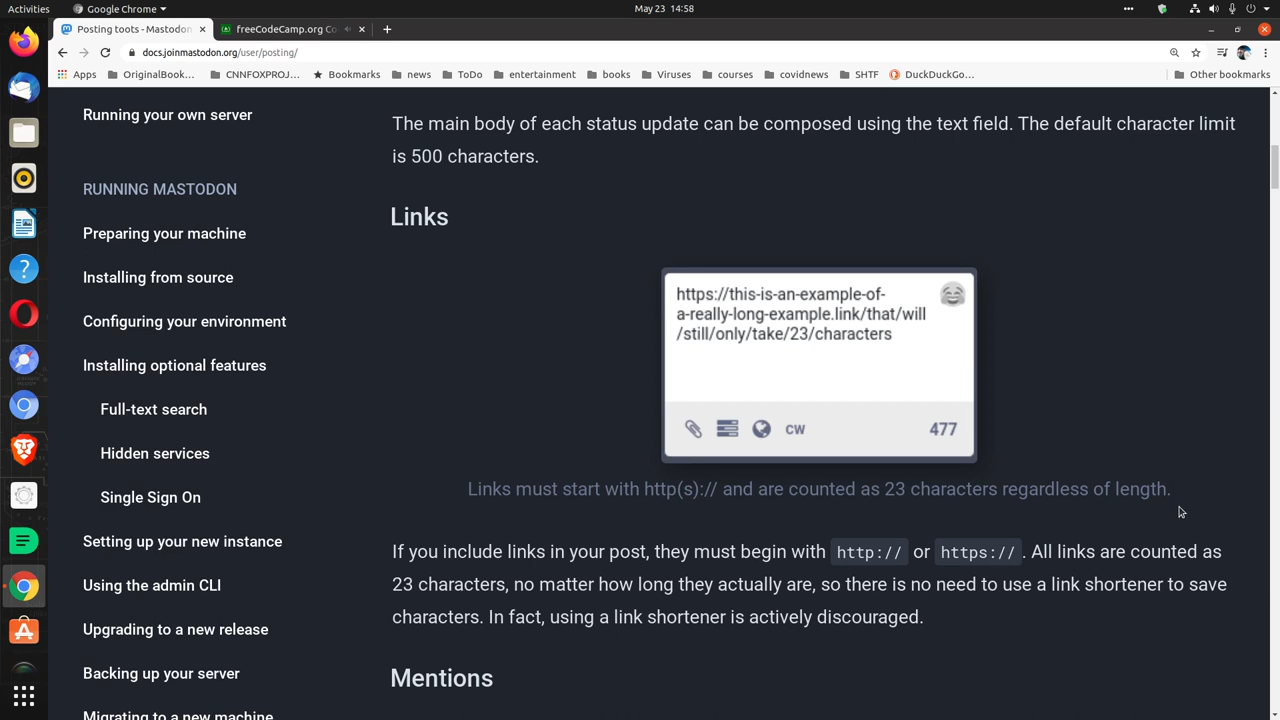 Activities
Google Chrome
May 23 14:58
Posting toots - Mastodon
freeCodeCamp.org Co
docs.joinmastodon.org/user/posting/
Apps
OriginalBook...
CNNFOXPROJ...
Bookmarks
news
ToDo
entertainment
books
Viruses
courses
covidnews
SHTF
DuckDuckGo...
Other bookmarks
Running your own server
RUNNING MASTODON
Preparing your machine
Installing from source
Configuring your environment
Installing optional features
Full-text search
Hidden services
Single Sign On
Setting up your new instance
Using the admin CLI
Upgrading to a new release
Backing up your server
Migrating to a new machine
The main body of each status update can be composed using the text field. The default character limit
is 500 characters.
Links
https://this-is-an-example-of-
a-really-long-example.link/that/will
/still/only/take/23/characters
CW
477
Links must start with http(s):// and are counted as 23 characters regardless of length.
If you include links in your post, they must begin with http:// or https://. All links are counted as
23 characters, no matter how long they actually are, so there is no need to use a link shortener to save
characters. In fact, using a link shortener is actively discouraged.
Mentions